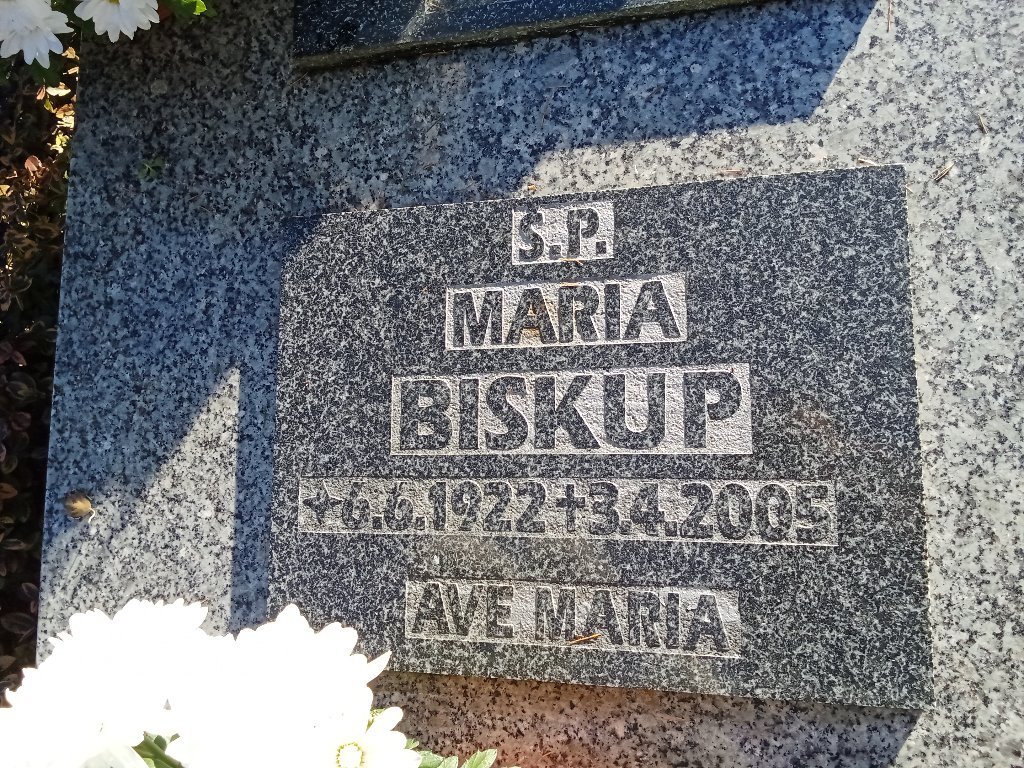 S.P.
MARIA
BISKUP
✦6.6.1922 ✝3.4.2005
AVE MARIA